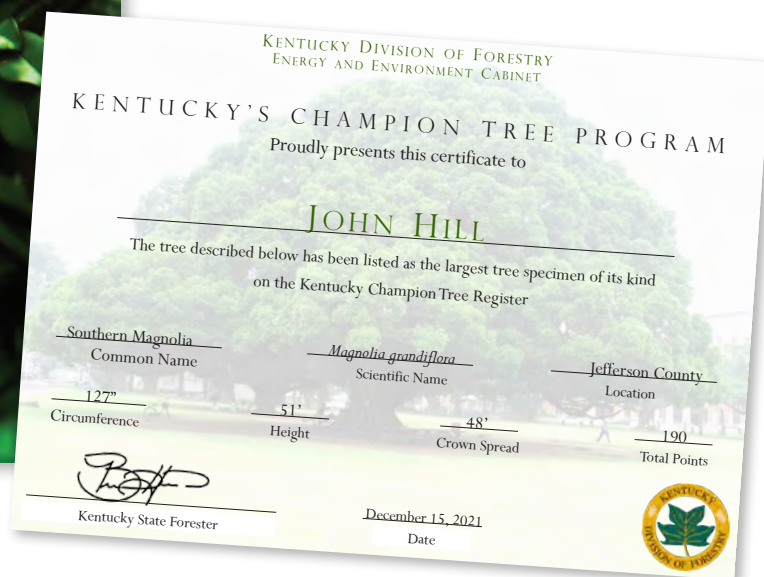 KENTUCKY DIVISION OF FORESTRY
ENERGY AND ENVIRONMENT CABINET
KENTUCKY'S CHAMPION TREE PROGRAM
Proudly presents this certificate to
JOHN HILL
The tree described below has been listed as the largest tree specimen of its kind
on the Kentucky Champion Tree Register
Southern Magnolia
Common Name
Magnolia grandiflora
Scientific Name
Jefferson County
Location
127”
Circumference
51’
Height
48’
Crown Spread
190
Total Points
Kentucky State Forester
December 15, 2021
Date
KENTUCKY
DIVISION OF FORESTRY